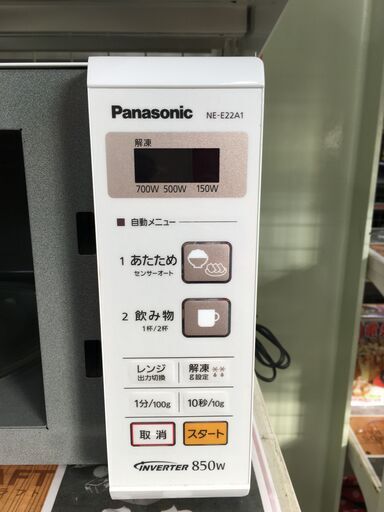 Panasonic NE-E22A1
解凍
700W 500W 150W
■ 自動メニュー
1 あたため
センサーオート
2 飲み物
1杯/2杯
レンジ 解凍
出力切換 g設定
1分/100g 10秒/10g
取消 スタート
INVERTER 850W